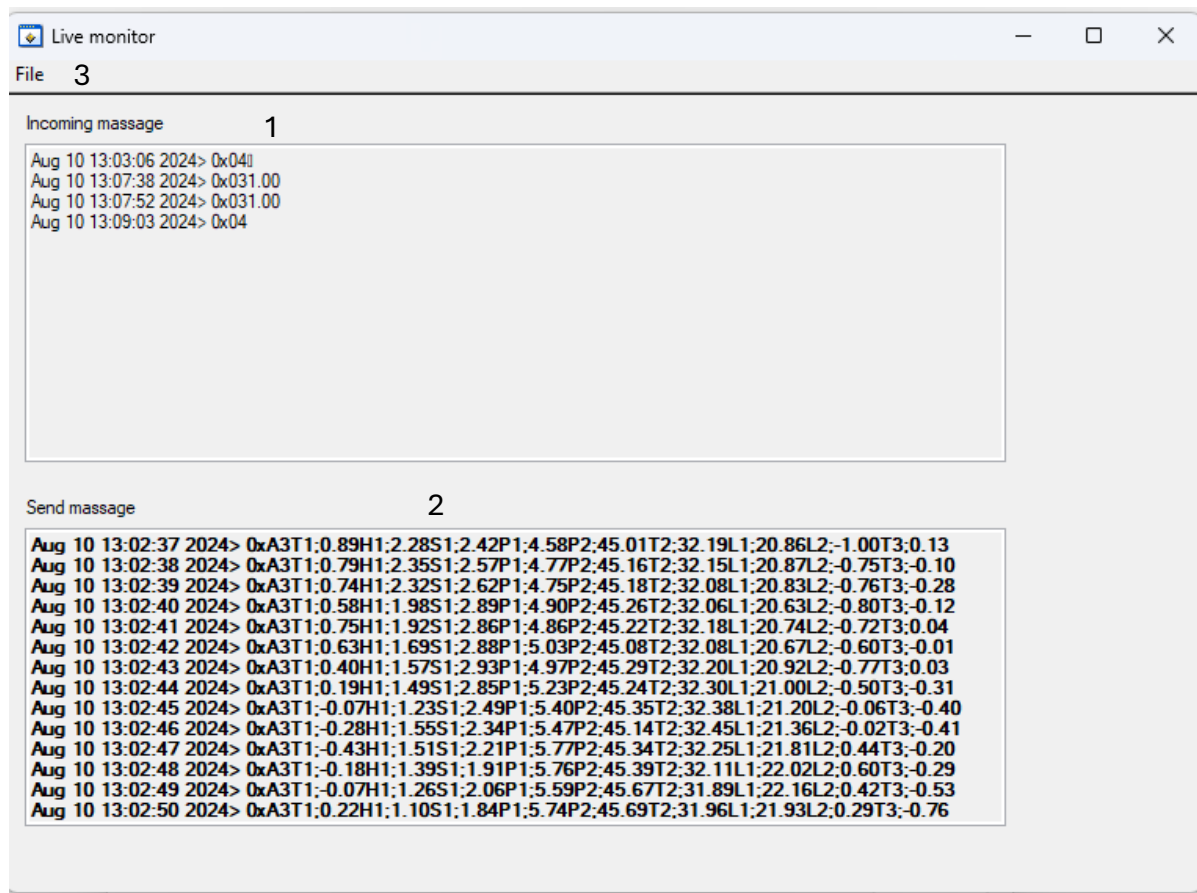 Live monitor
File 3
Incoming massage 1
Aug 10 13:03:06 2024> 0x04▯
Aug 10 13:07:38 2024> 0x031.00
Aug 10 13:07:52 2024> 0x031.00
Aug 10 13:09:03 2024> 0x04
Send massage 2
Aug 10 13:02:37 2024> 0xA3T1;0.89H1;2.28S1;2.42P1;4.58P2;45.01T2;32.19L1;20.86L2;-1.00T3;0.13
Aug 10 13:02:38 2024> 0xA3T1;0.79H1;2.35S1;2.57P1;4.77P2;45.16T2;32.15L1;20.87L2;-0.75T3;-0.10
Aug 10 13:02:39 2024> 0xA3T1;0.74H1;2.32S1;2.62P1;4.75P2;45.18T2;32.08L1;20.83L2;-0.76T3;-0.28
Aug 10 13:02:40 2024> 0xA3T1;0.58H1;1.98S1;2.89P1;4.90P2;45.26T2;32.06L1;20.63L2;-0.80T3;-0.12
Aug 10 13:02:41 2024> 0xA3T1;0.75H1;1.92S1;2.86P1;4.86P2;45.22T2;32.18L1;20.74L2;-0.72T3;0.04
Aug 10 13:02:42 2024> 0xA3T1;0.63H1;1.69S1;2.88P1;5.03P2;45.08T2;32.08L1;20.67L2;-0.60T3;-0.01
Aug 10 13:02:43 2024> 0xA3T1;0.40H1;1.57S1;2.93P1;4.97P2;45.29T2;32.20L1;20.92L2;-0.77T3;0.03
Aug 10 13:02:44 2024> 0xA3T1;0.19H1;1.49S1;2.85P1;5.23P2;45.24T2;32.30L1;21.00L2;-0.50T3;-0.31
Aug 10 13:02:45 2024> 0xA3T1;-0.07H1;1.23S1;2.49P1;5.40P2;45.35T2;32.38L1;21.20L2;-0.06T3;-0.40
Aug 10 13:02:46 2024> 0xA3T1;-0.28H1;1.55S1;2.34P1;5.47P2;45.14T2;32.45L1;21.36L2;-0.02T3;-0.41
Aug 10 13:02:47 2024> 0xA3T1;-0.43H1;1.51S1;2.21P1;5.77P2;45.34T2;32.25L1;21.81L2;0.44T3;-0.20
Aug 10 13:02:48 2024> 0xA3T1;-0.18H1;1.39S1;1.91P1;5.76P2;45.39T2;32.11L1;22.02L2;0.60T3;-0.29
Aug 10 13:02:49 2024> 0xA3T1;-0.07H1;1.26S1;2.06P1;5.59P2;45.67T2;31.89L1;22.16L2;0.42T3;-0.53
Aug 10 13:02:50 2024> 0xA3T1;0.22H1;1.10S1;1.84P1;5.74P2;45.69T2;31.96L1;21.93L2;0.29T3;-0.76